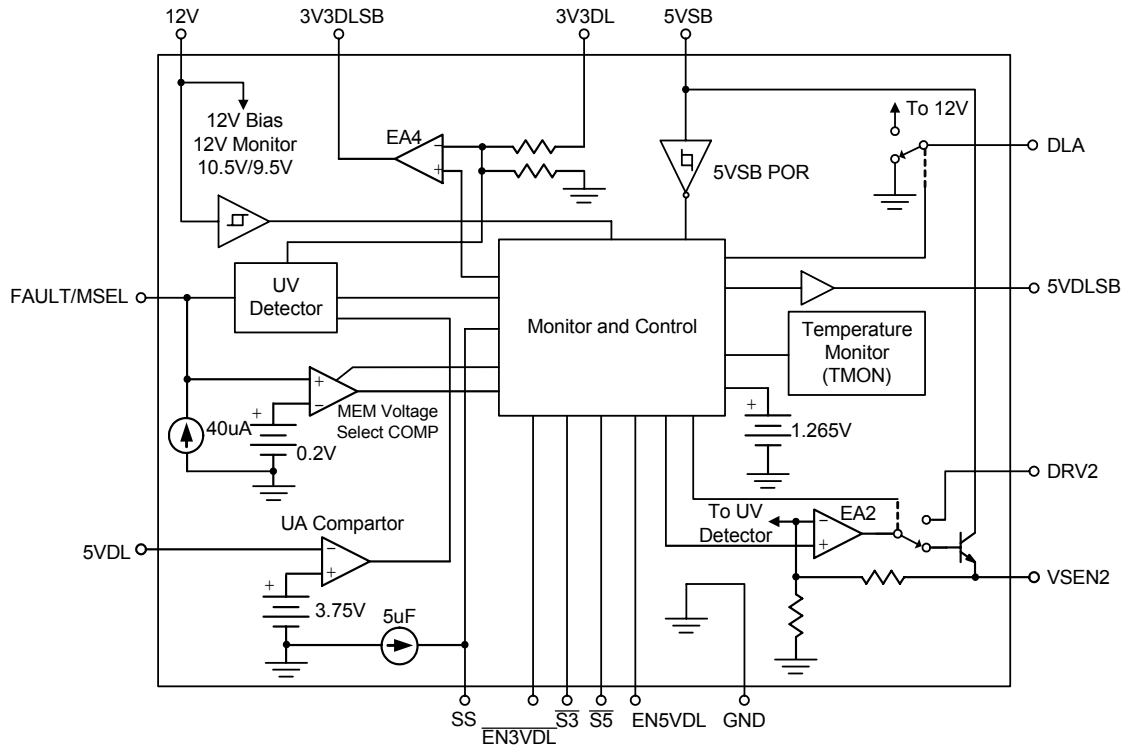 12V
3V3DLSB
3V3DL
5VSB
12V Bias
12V Monitor
10.5V/9.5V
EA4
−
+
5VSB POR
To 12V
DLA
FAULT/MSEL
UV
Detector
Monitor and Control
5VDLSB
Temperature
Monitor
(TMON)
+
−
MEM Voltage
Select COMP
40uA
+
0.2V
+
1.265V
DRV2
To UV
Detector
−
+
EA2
UA Compartor
5VDL
−
+
+
3.75V
5uF
VSEN2
SS
EN3VDL
S3
S5
EN5VDL
GND